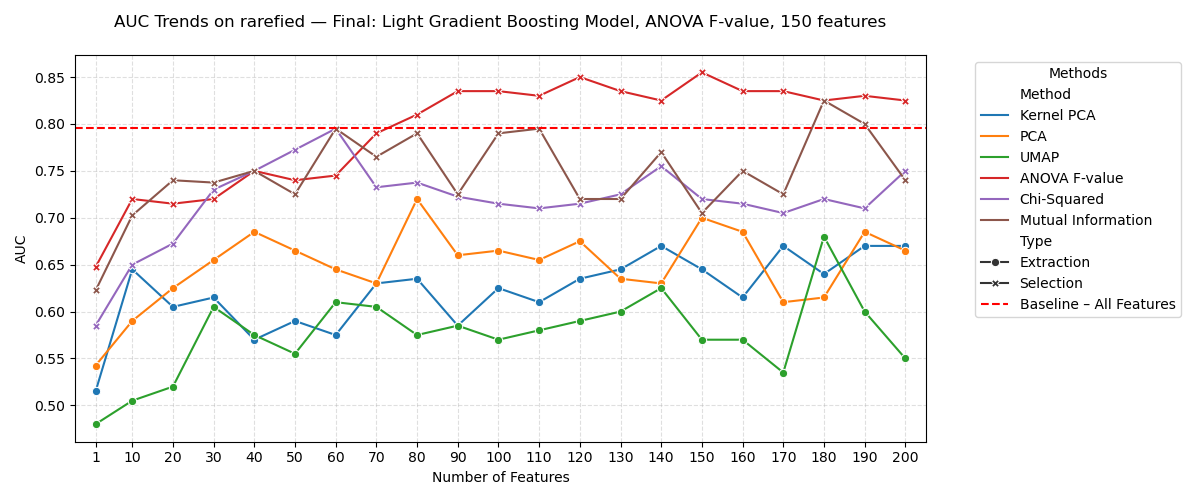 AUC Trends on rarefied — Final: Light Gradient Boosting Model, ANOVA F-value, 150 features
AUC
0.85
0.80
0.75
0.70
0.65
0.60
0.55
0.50
1 10 20 30 40 50 60 70 80 90 100 110 120 130 140 150 160 170 180 190 200
Number of Features
Methods
Method
Kernel PCA
PCA
UMAP
ANOVA F-value
Chi-Squared
Mutual Information
Type
Extraction
Selection
Baseline – All Features